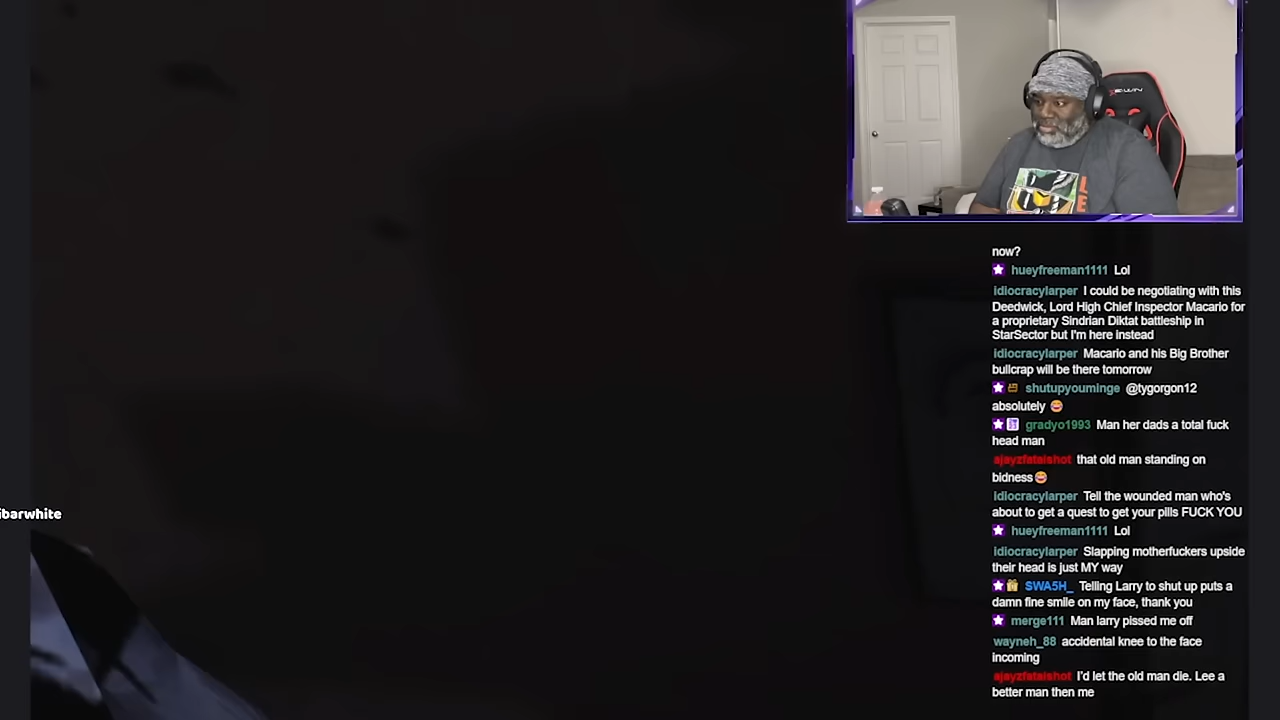 now?
hueyfreeman1111 Lol
idiocracylarper I could be negotiating with this
Deedwick, Lord High Chief Inspector Macario for
a proprietary Sindrian Diktat battleship in
StarSector but I'm here instead
idiocracylarper Macario and his Big Brother
bullcrap will be there tomorrow
shutupyouminge @tygorgon12
absolutely 😂
gradyo1993 Man her dads a total fuck
head man
ajayzfatalshot that old man standing on
bidness😂
idiocracylarper Tell the wounded man who's
about to get a quest to get your pills FUCK YOU
ibarwhite
hueyfreeman1111 Lol
idiocracylarper Slapping motherfuckers upside
their head is just MY way
SWA5H_ Telling Larry to shut up puts a
damn fine smile on my face, thank you
merge111 Man larry pissed me off
wayneh_88 accidental knee to the face
incoming
ajayzfatalshot I'd let the old man die. Lee a
better man then me